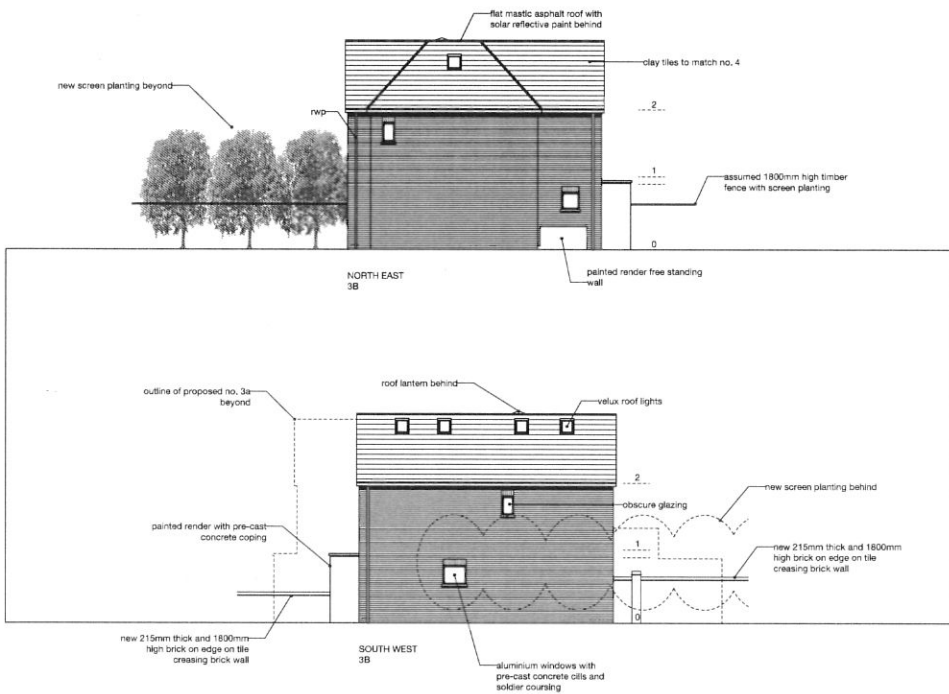 flat mastic asphalt roof with
solar reflective paint behind
clay tiles to match no. 4
new screen planting beyond
rwp
2
1
assumed 1800mm high timber
fence with screen planting
0
painted render free standing
wall
NORTH EAST
3B
outline of proposed no. 3a
beyond
roof lantern behind
velux roof lights
2
new screen planting behind
obscure glazing
painted render with pre-cast
concrete coping
1
new 215mm thick and 1800mm
high brick on edge on tile
creasing brick wall
0
new 215mm thick and 1800mm
high brick on edge on tile
creasing brick wall
SOUTH WEST
3B
aluminium windows with
pre-cast concrete cills and
soldier coursing